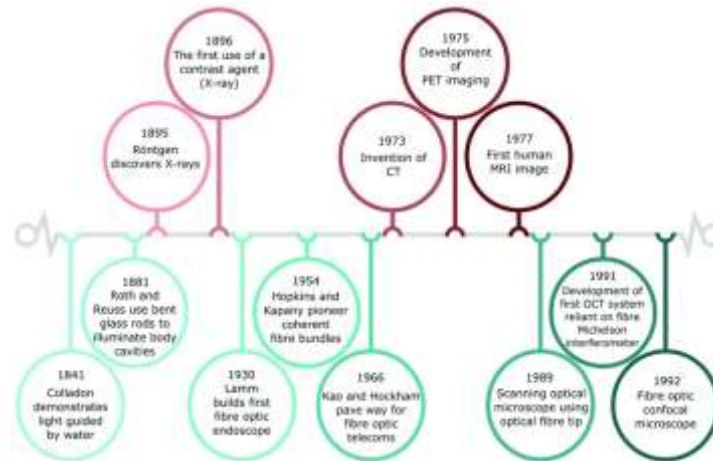 1896
The first use of a
contrast agent
(X-ray)
1975
Development
of
PET imaging
1895
Röntgen
discovers X-rays
1973
Invention of
CT
1977
First human
MRI image
1881
Roth and
Reuss use bent
glass rods to
illuminate body
cavities
1954
Hopkins and
Kapany pioneer
coherent
fibre bundles
1991
Development of
first OCT system
reliant on fibre
Michelson
interferometer
1841
Colladon
demonstrates
light guided
by water
1930
Lamm
builds first
fibre optic
endoscope
1966
Kao and Hockham
pave way for
fibre optic
telecoms
1989
Scanning optical
microscope using
optical fibre tip
1992
Fibre optic
confocal
microscope